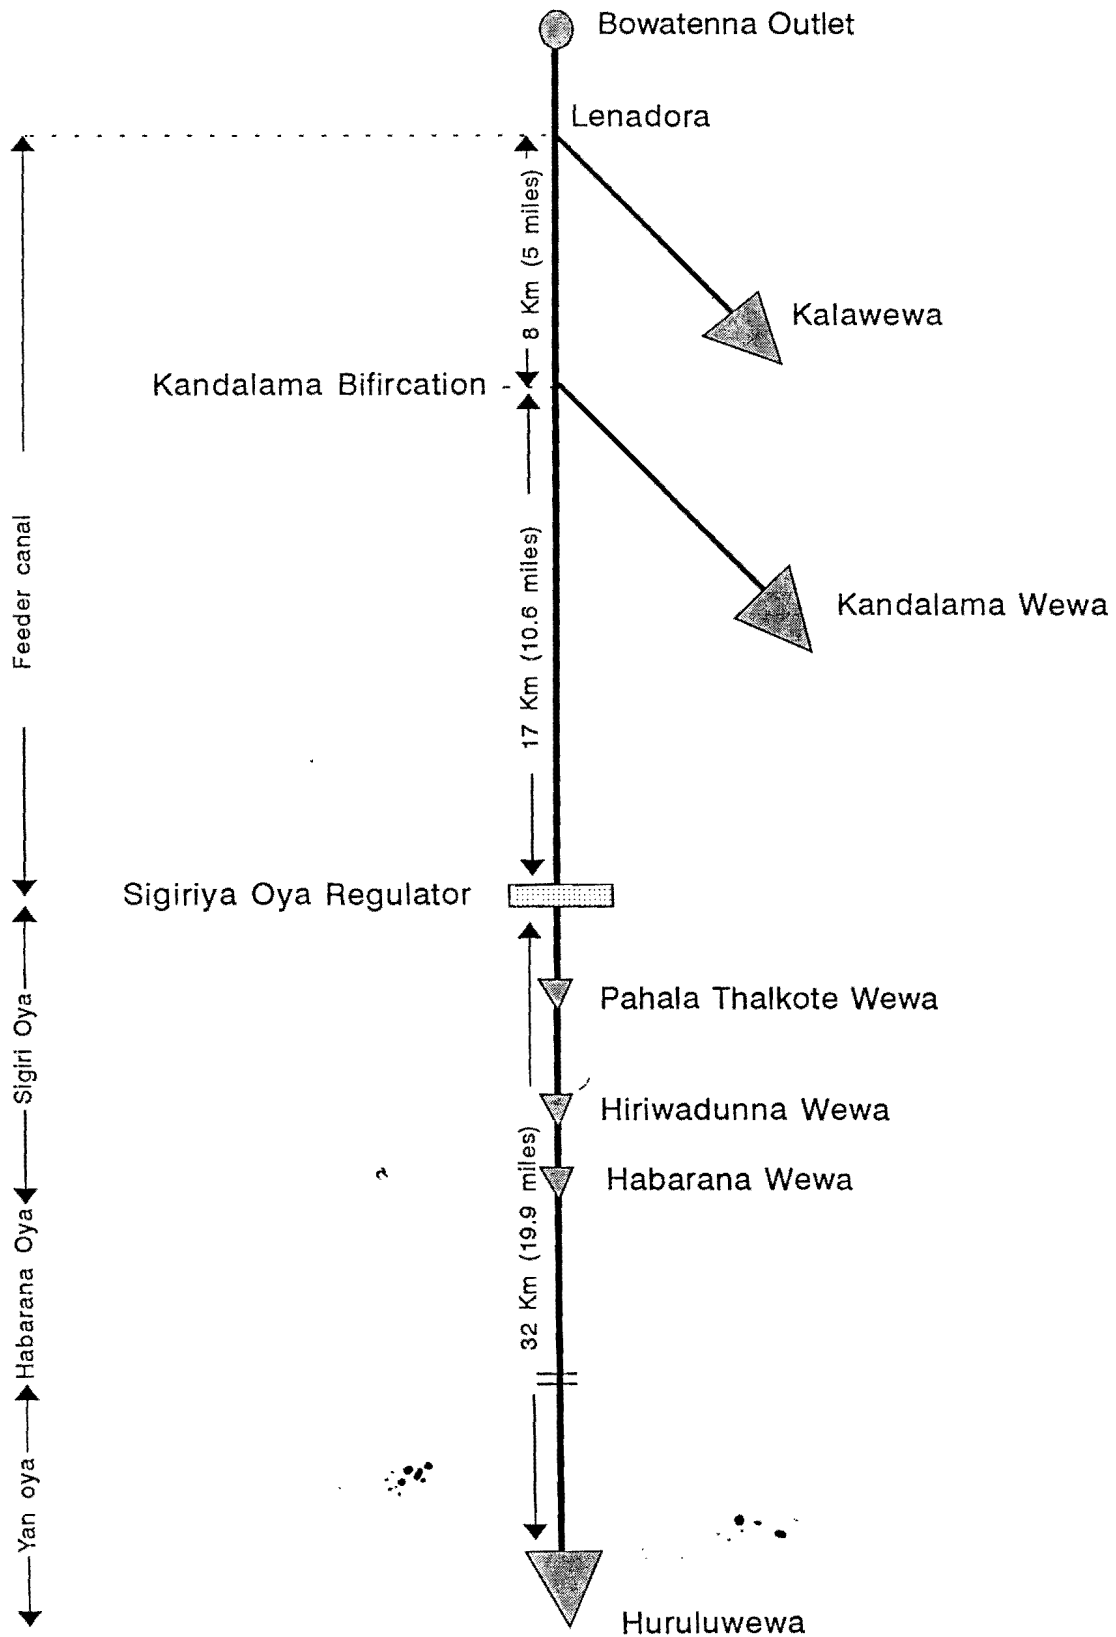 Bowatenna Outlet
Lenadora
8 Km (5 miles)
Kalawewa
Kandalama Bifircation
Feeder canal
17 Km (10.6 miles)
Kandalama Wewa
Sigiriya Oya Regulator
Sigiri Oya
Pahala Thalkote Wewa
Hiriwadunna Wewa
Habarana Wewa
32 Km (19.9 miles)
Habarana Oya
Yan oya
Huruluwewa